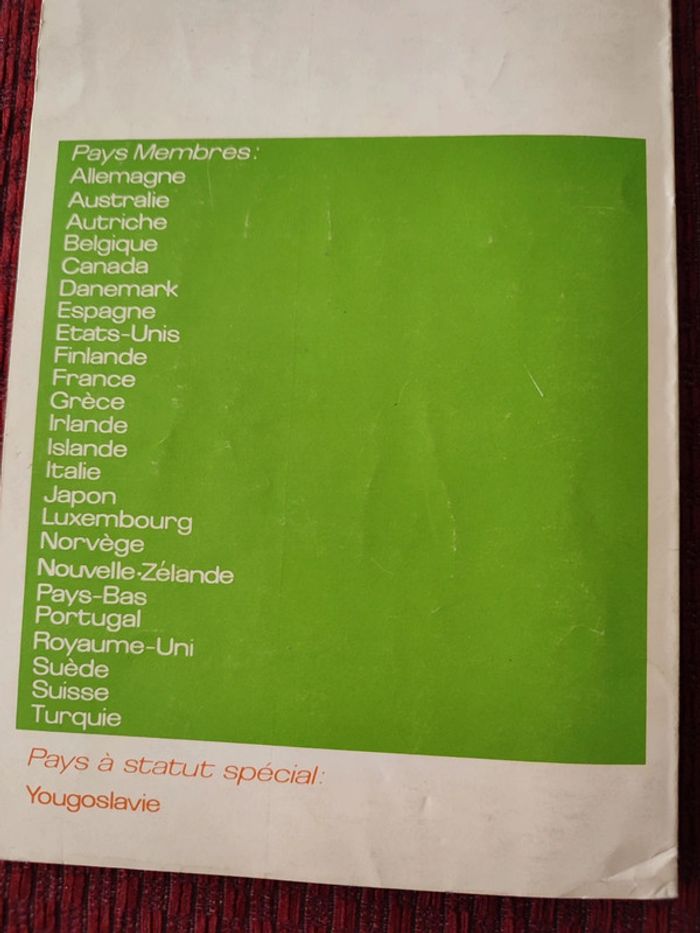 Pays Membres:
Allemagne
Australie
Autriche
Belgique
Canada
Danemark
Espagne
Etats-Unis
Finlande
France
Grèce
Irlande
Islande
Italie
Japon
Luxembourg
Norvège
Nouvelle-Zélande
Pays-Bas
Portugal
Royaume-Uni
Suède
Suisse
Turquie
Pays à statut spécial:
Yougoslavie